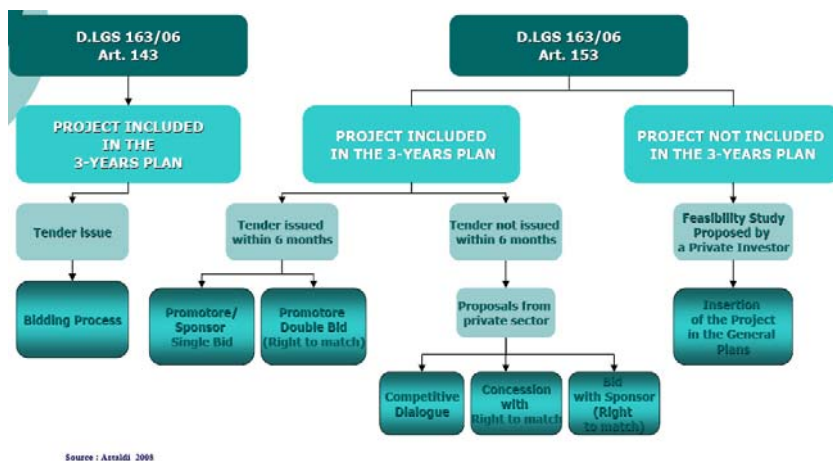 D.LGS 163/06
Art. 143
D.LGS 163/06
Art. 153
PROJECT INCLUDED
IN THE
3-YEARS PLAN
PROJECT INCLUDED
IN THE 3-YEARS PLAN
PROJECT NOT INCLUDED
IN THE 3-YEARS PLAN
Tender issue
Tender issued
within 6 months
Tender not issued
within 6 months
Feasibility Study
Proposed by
a Private Investor
Bidding Process
Promotore/
Sponsor
Single Bid
Promotore
Double Bid
(Right to match)
Proposals from
private sector
Insertion
of the Project
in the General
Plans
Competitive
Dialogue
Concession
with
Right to match
Bid
with Sponsor
(Right
to match)
Source : Astaldi 2008